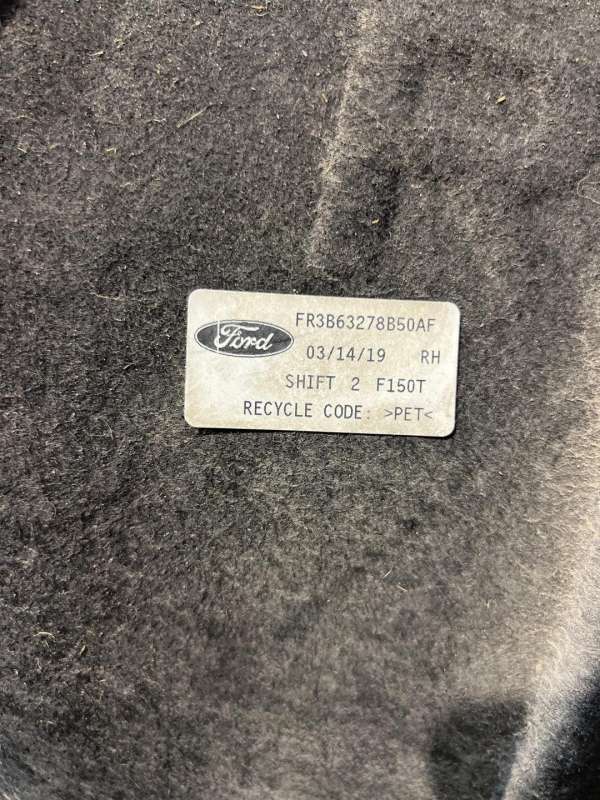 Ford
FR3B63278B50AF
03/14/19 RH
SHIFT 2 F150T
RECYCLE CODE: >PET<